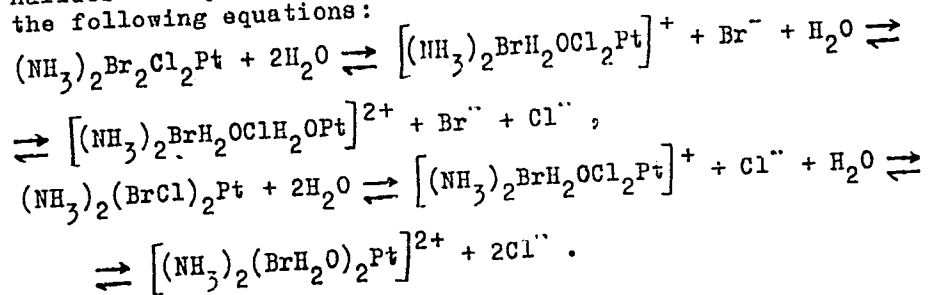 the following equations:
(NH₃)₂Br₂Cl₂Pt + 2H₂O ⇌ [(NH₃)₂BrH₂OCl₂Pt]⁺ + Br⁻ + H₂O ⇌
⇌ [(NH₃)₂BrH₂OClH₂OPt]²⁺ + Br¨ + Cl¨ ,
(NH₃)₂(BrCl)₂Pt + 2H₂O ⇌ [(NH₃)₂BrH₂OCl₂Pt]⁺ + Cl¨ + H₂O ⇌
⇌ [(NH₃)₂(BrH₂O)₂Pt]²⁺ + 2Cl¨ .